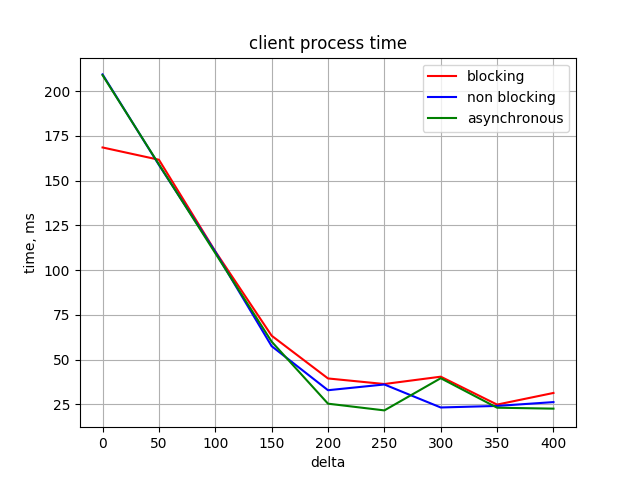 client process time
blocking
non blocking
asynchronous
200
175
150
125
100
75
50
25
time, ms
0 50 100 150 200 250 300 350 400
delta